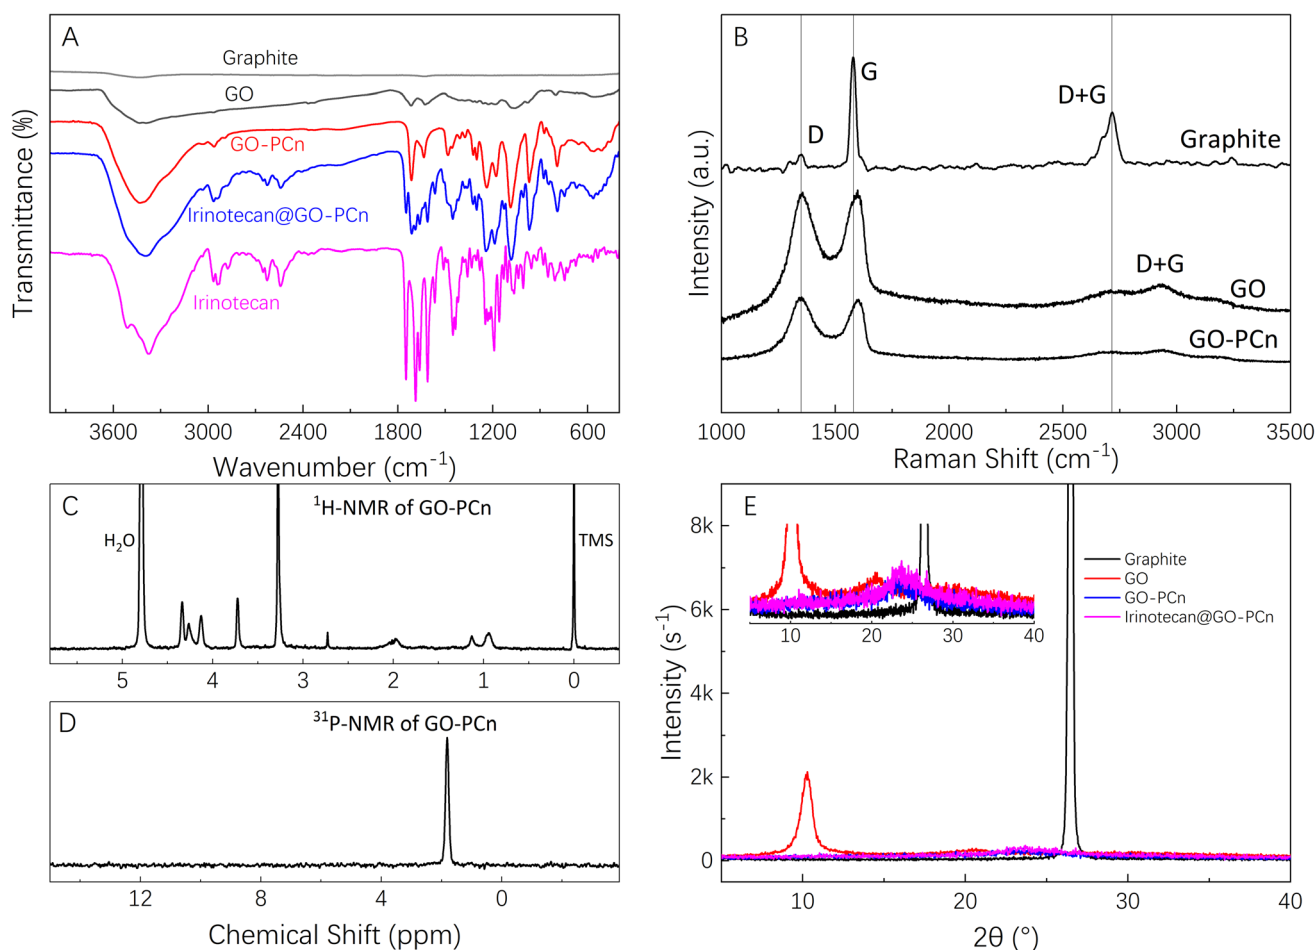 A
Graphite
GO
GO-PCn
Irinotecan@GO-PCn
Irinotecan
Transmittance (%)
3600 3000 2400 1800 1200 600
Wavenumber (cm⁻¹)
B
G
D
D+G
Graphite
D+G
GO
GO-PCn
Intensity (a.u.)
1000 1500 2000 2500 3000 3500
Raman Shift (cm⁻¹)
C
¹H-NMR of GO-PCn
H₂O
TMS
5 4 3 2 1 0
D
³¹P-NMR of GO-PCn
12 8 4 0
Chemical Shift (ppm)
E
8k
6k
4k
2k
0
Intensity (s⁻¹)
10 20 30 40
Graphite
GO
GO-PCn
Irinotecan@GO-PCn
10 20 30 40
2θ (°)